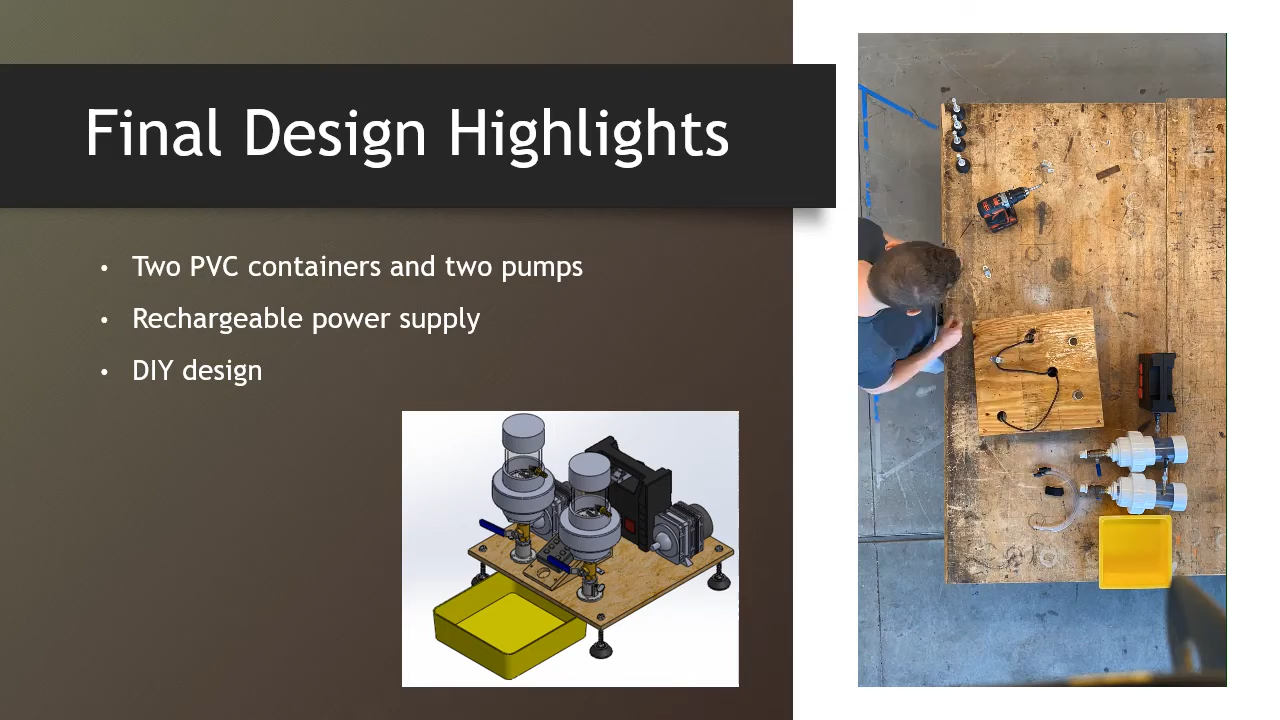 Final Design Highlights
• Two PVC containers and two pumps
• Rechargeable power supply
• DIY design